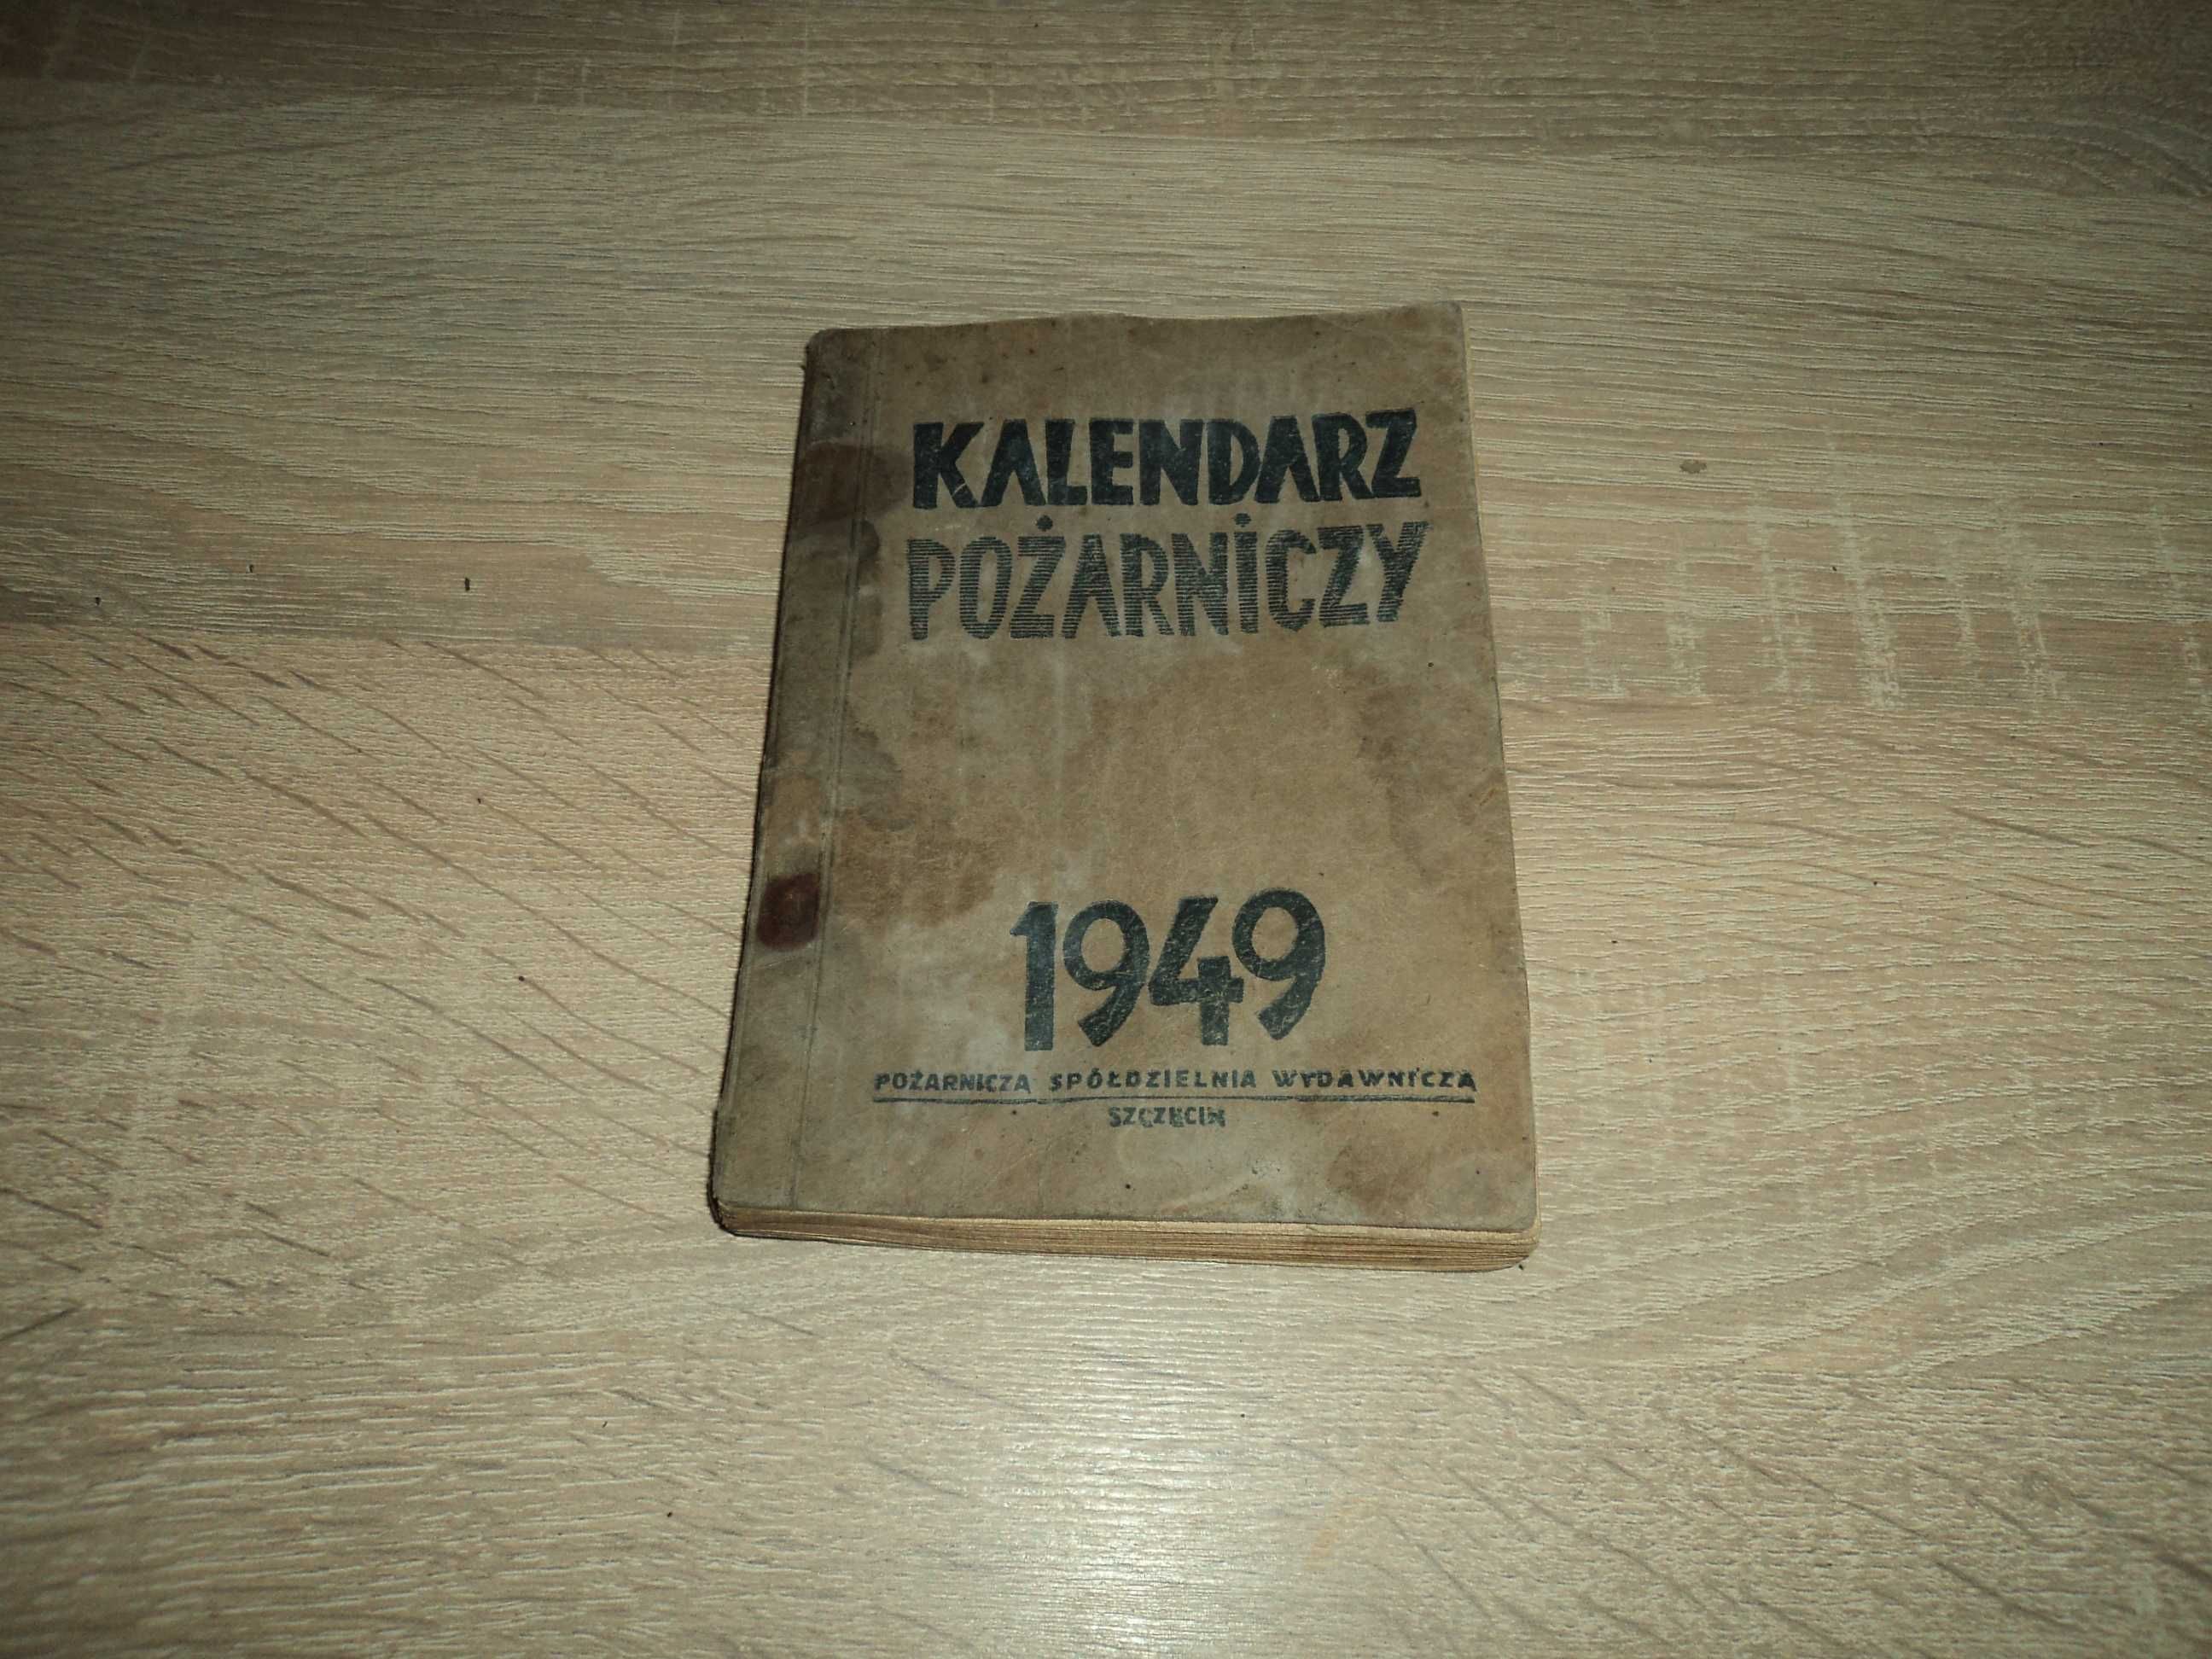 KALENDARZ
POŻARNICZY
1949
POŻARNICZA SPÓŁDZIELNIA WYDAWNICZA
SZCZECIN